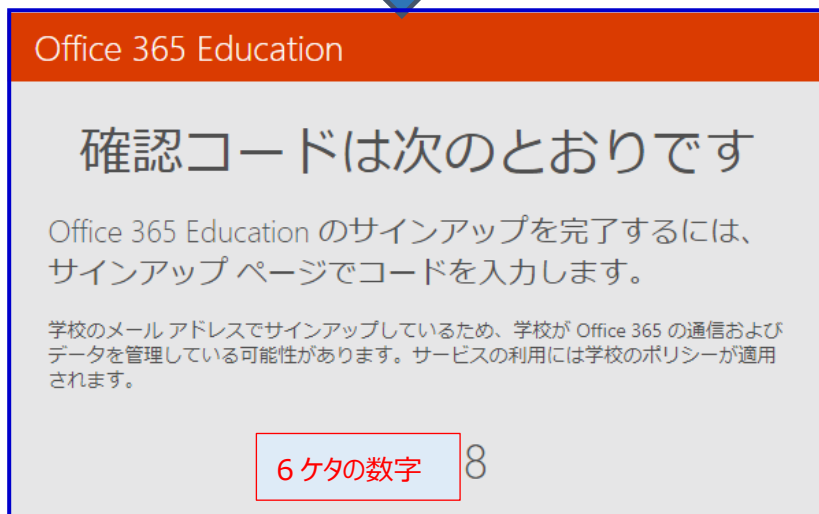 Office 365 Education
確認コードは次のとおりです
Office 365 Education のサインアップを完了するには、
サインアップ ページでコードを入力します。
学校のメール アドレスでサインアップしているため、学校が Office 365 の通信および
データを管理している可能性があります。サービスの利用には学校のポリシーが適用
されます。
6ケタの数字 8